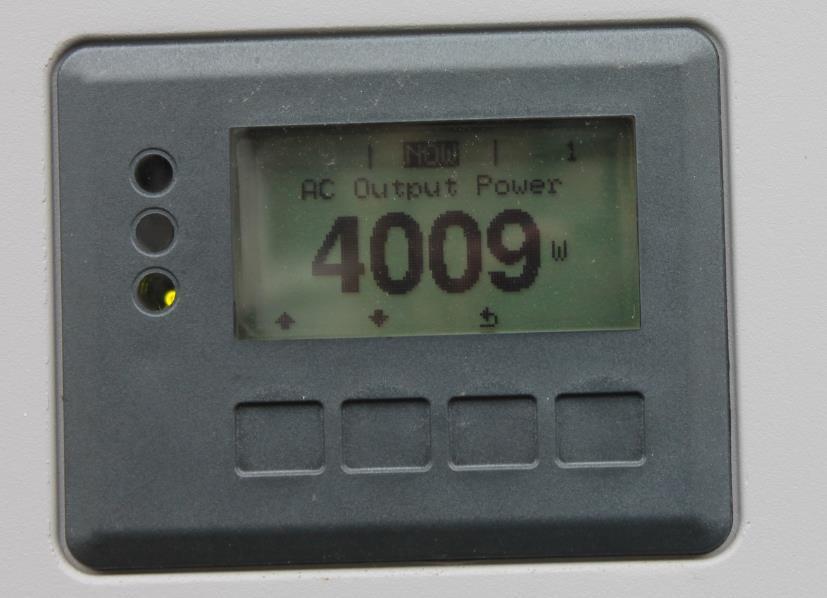 | NOW | 1
AC Output Power
4009 W